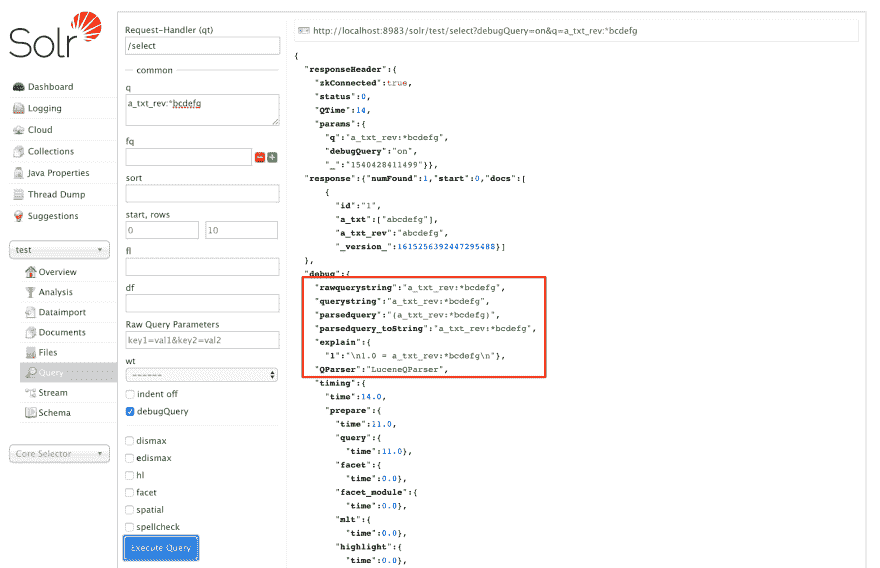 Solr
Dashboard
Logging
Cloud
Collections
Java Properties
Thread Dump
Suggestions
test
Overview
Analysis
Dataimport
Documents
Files
Query
Stream
Schema
Core Selector
Request-Handler (qt)
/select
common
q
a_txt_rev:*bcdefg
fq
sort
start, rows
0
10
fl
df
Raw Query Parameters
key1=val1&key2=val2
wt
------
indent off
debugQuery
dismax
edismax
hl
facet
spatial
spellcheck
Execute Query
http://localhost:8983/solr/test/select?debugQuery=on&q=a_txt_rev:*bcdefg
{
"responseHeader":{
"zkConnected":true,
"status":0,
"QTime":14,
"params":{
"q":"a_txt_rev:*bcdefg",
"debugQuery":"on",
"_":"1540428411499"}},
"response":{"numFound":1,"start":0,"docs":[
{
"id":"1",
"a_txt":["abcdefg"],
"a_txt_rev":"abcdefg",
"_version_":1615256392447295488}]
},
"debug":{
"rawquerystring":"a_txt_rev:*bcdefg",
"querystring":"a_txt_rev:*bcdefg",
"parsedquery":"(a_txt_rev:*bcdefg)",
"parsedquery_toString":"a_txt_rev:*bcdefg",
"explain":{
"1":"\n1.0 = a_txt_rev:*bcdefg\n"},
"QParser":"LuceneQParser",
"timing":{
"time":14.0,
"prepare":{
"time":11.0,
"query":{
"time":11.0},
"facet":{
"time":0.0},
"facet_module":{
"time":0.0},
"mlt":{
"time":0.0},
"highlight":{
"time":0.0},